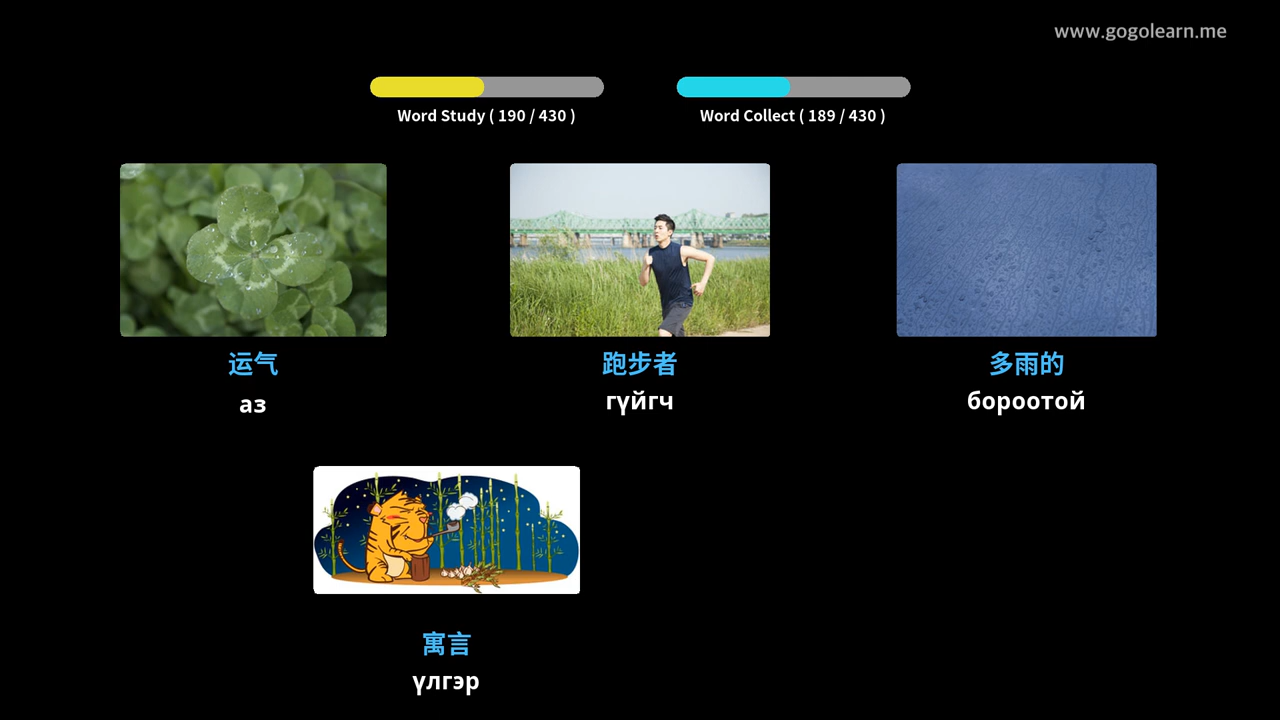 www.gogolearn.me
Word Study ( 190 / 430 )
Word Collect ( 189 / 430 )
运气
аз
跑步者
гүйгч
多雨的
бороотой
寓言
үлгэр